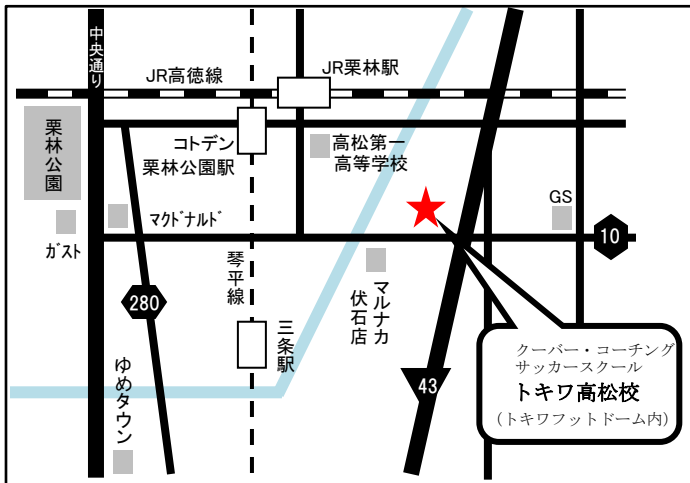 中央通り
JR高徳線
JR栗林駅
栗林公園
コトデン
栗林公園駅
高松第一
高等学校
GS
マクドナルド
ガスト
10
琴平線
マルナカ
伏石店
280
三条駅
43
ゆめタウン
クーバー・コーチング
サッカースクール
トキワ高松校
(トキワフットドーム内)